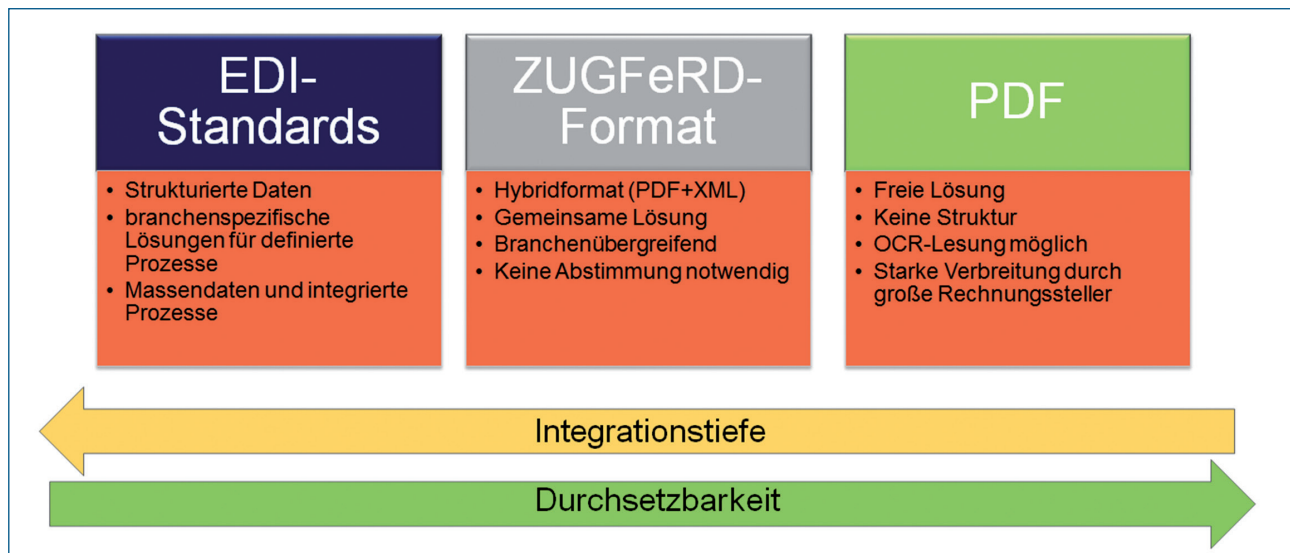 EDI-
Standards
• Strukturierte Daten
• branchenspezifische
Lösungen für definierte
Prozesse
• Massendaten und integrierte
Prozesse
ZUGFeRD-
Format
• Hybridformat (PDF+XML)
• Gemeinsame Lösung
• Branchenübergreifend
• Keine Abstimmung notwendig
PDF
• Freie Lösung
• Keine Struktur
• OCR-Lesung möglich
• Starke Verbreitung durch
große Rechnungssteller
Integrationstiefe
Durchsetzbarkeit